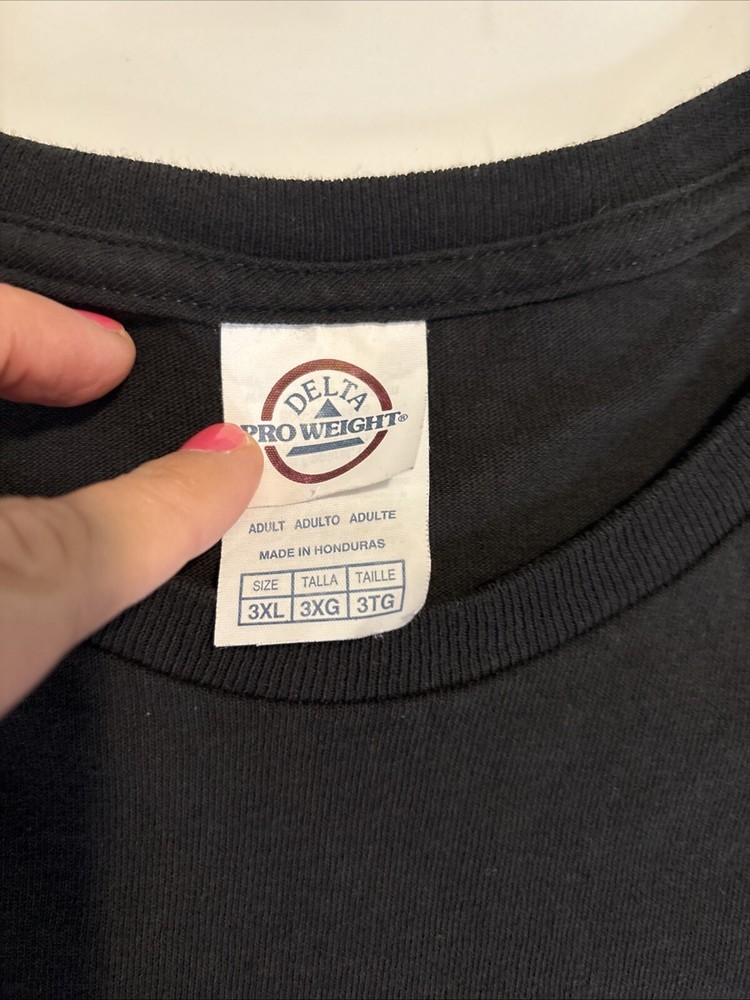 DELTA
PRO WEIGHT®
ADULT ADULTO ADULTE
MADE IN HONDURAS
SIZE TALLA TAILLE
3XL 3XG 3TG